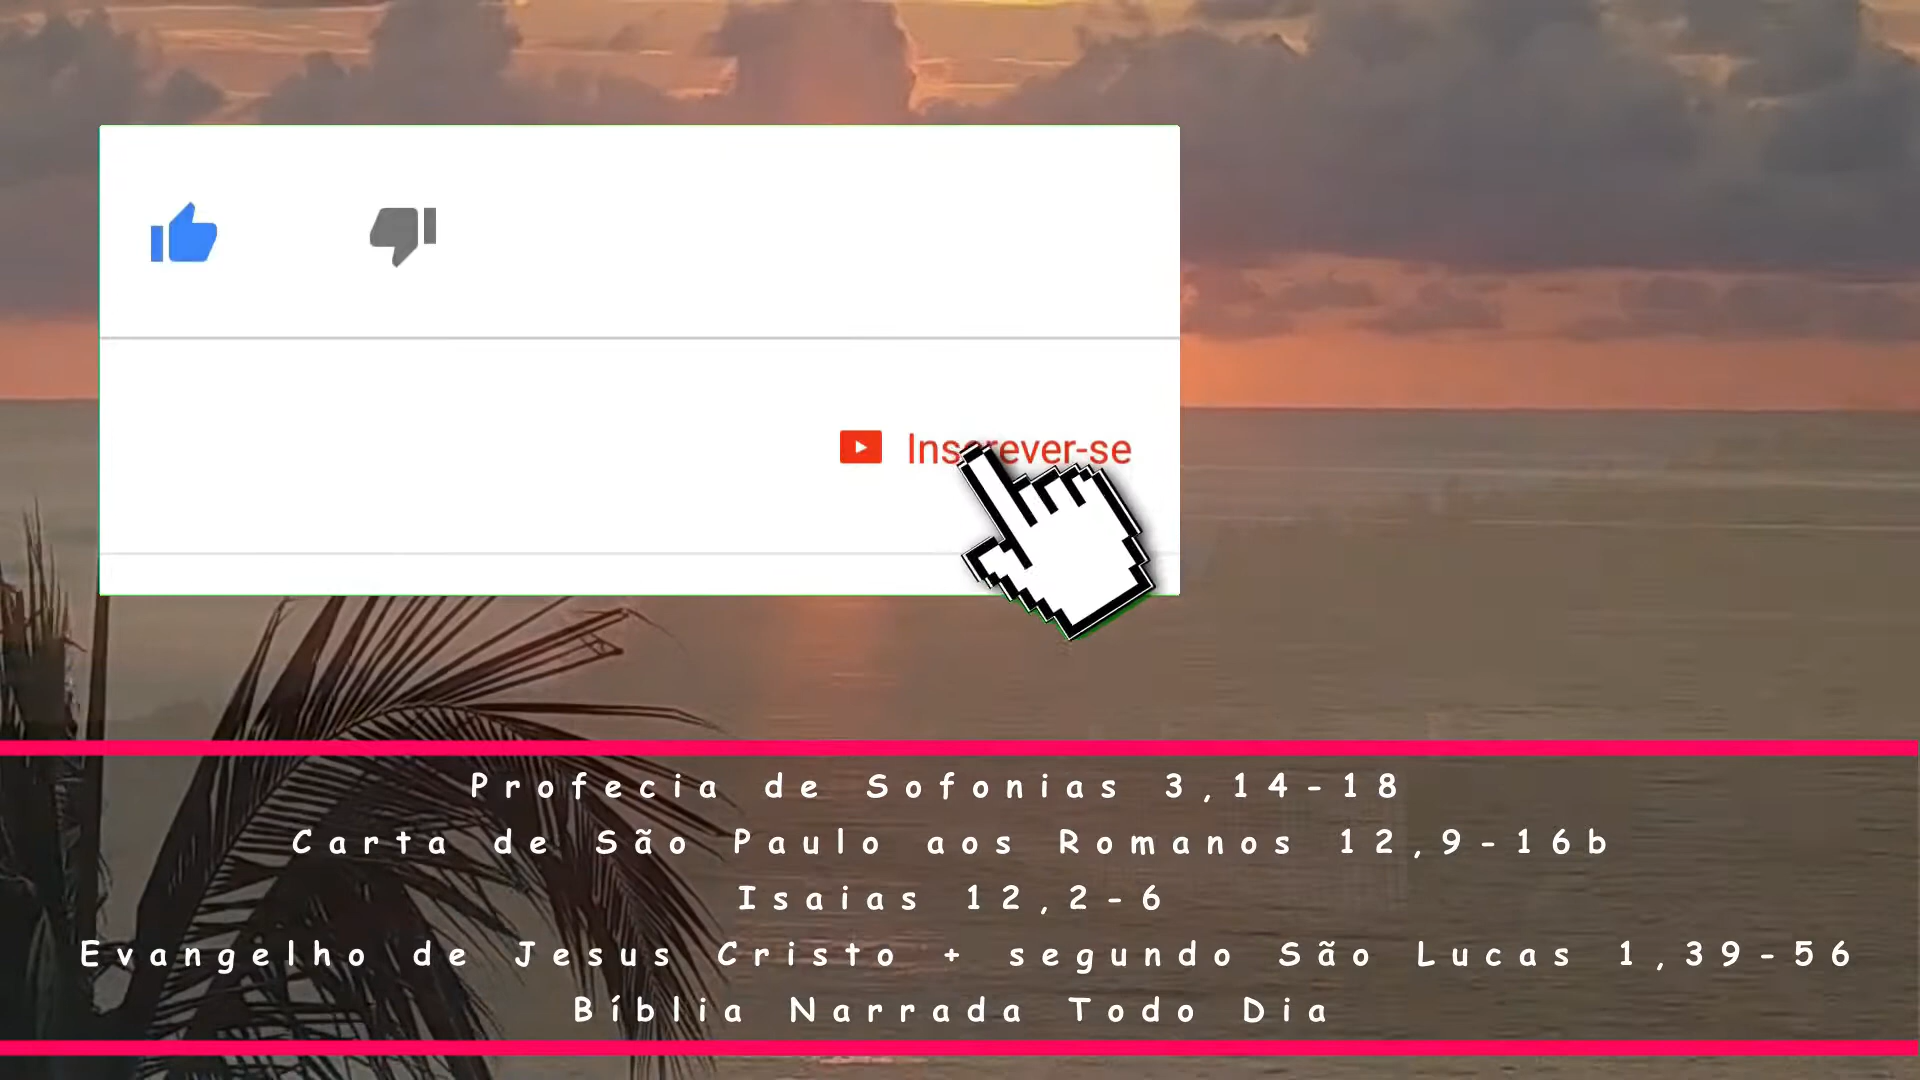 Inscrever-se
Profecia de Sofonias 3,14-18
Carta de São Paulo aos Romanos 12,9-16b
Isaias 12,2-6
Evangelho de Jesus Cristo + segundo São Lucas 1,39-56
Bíblia Narrada Todo Dia